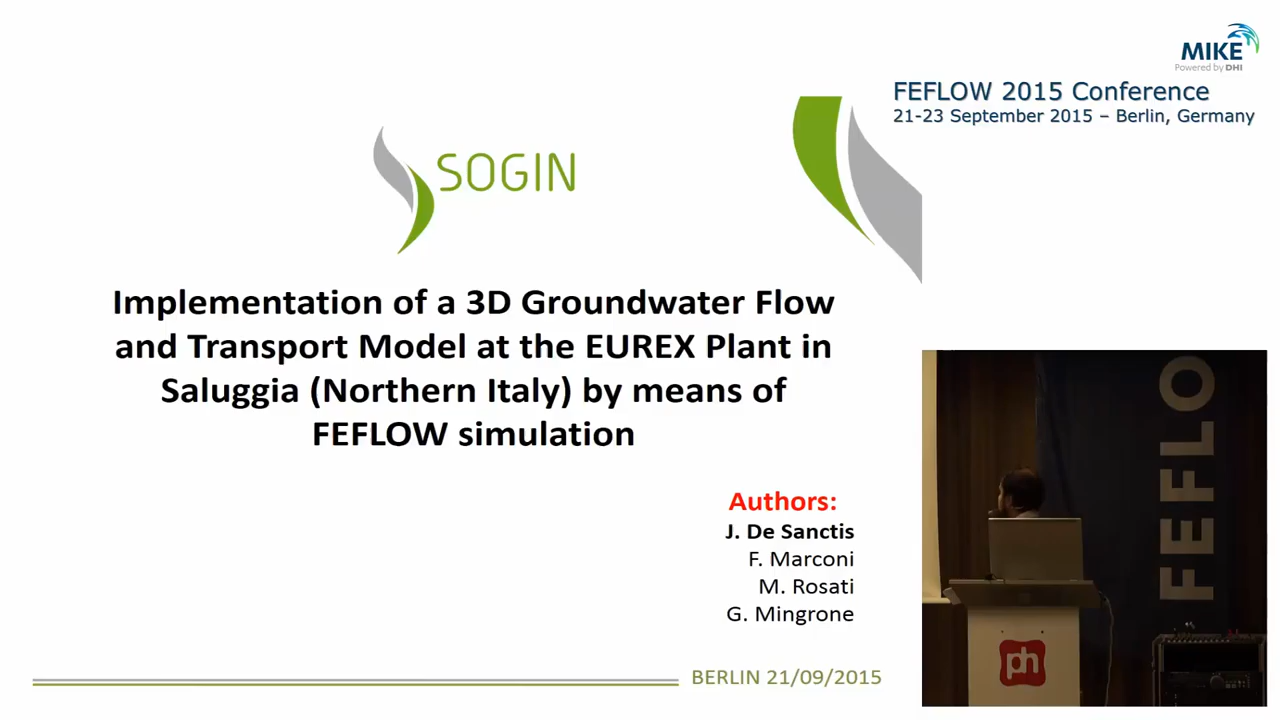 MIKE
Powered by DHI
FEFLOW 2015 Conference
21-23 September 2015 – Berlin, Germany
SOGIN
Implementation of a 3D Groundwater Flow
and Transport Model at the EUREX Plant in
Saluggia (Northern Italy) by means of
FEFLOW simulation
Authors:
J. De Sanctis
F. Marconi
M. Rosati
G. Mingrone
BERLIN 21/09/2015
FEFLO
ph